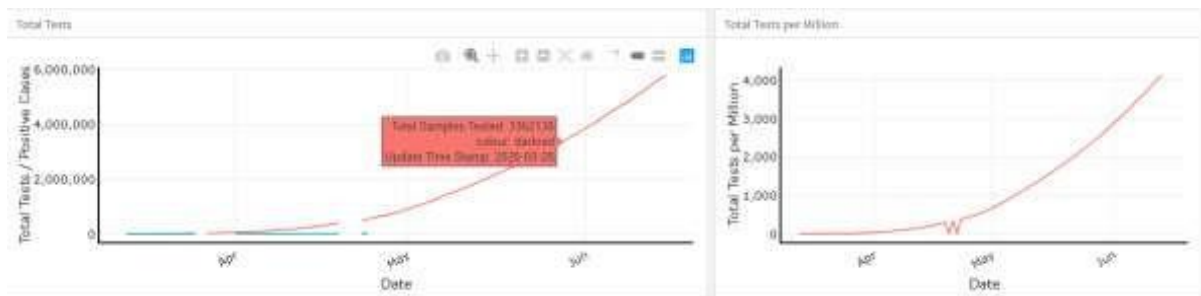 Total Tests
Total Tests / Positive Cases
6,000,000
4,000,000
2,000,000
0
Total Samples Tested: 3362136
colour: darkred
Update Time Stamp: 2020-05-28
Apr
May
Jun
Date
Total Tests per Million
Total Tests per Million
4,000
3,000
2,000
1,000
0
Apr
May
Jun
Date